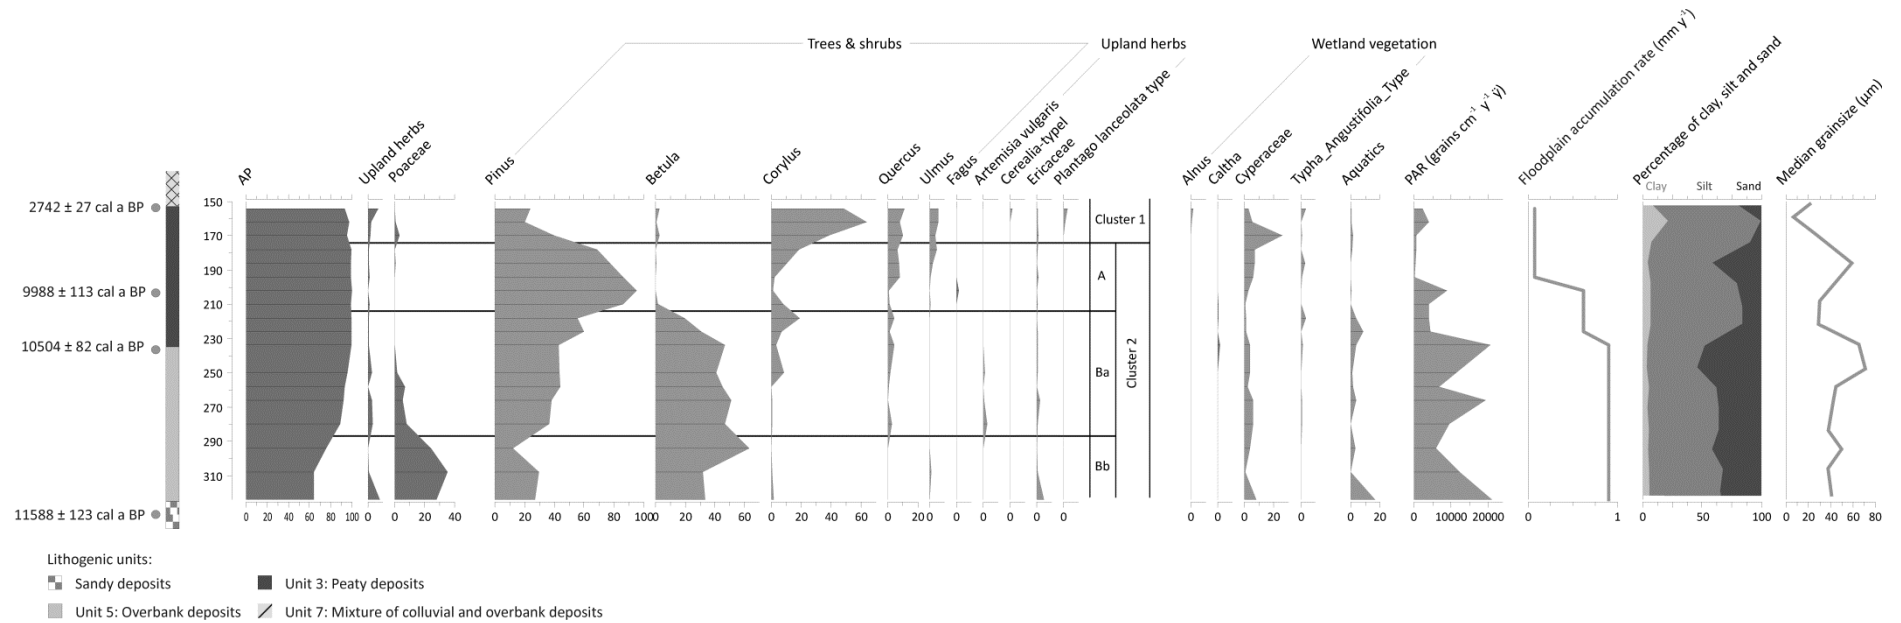 Trees & shrubs
Upland herbs
Wetland vegetation
AP
Upland herbs
Poaceae
Pinus
Betula
Corylus
Quercus
Ulmus
Fagus
Artemisia vulgaris
Cerealia-typel
Ericaceae
Plantago lanceolata type
Alnus
Caltha
Cyperaceae
Typha_Angustifolia_Type
Aquatics
PAR (grains cm⁻¹ y⁻¹ ÿ)
Floodplain accumulation rate (mm y⁻¹)
Percentage of clay, silt and sand
Median grainsize (µm)
Clay Silt Sand
2742 ± 27 cal a BP
9988 ± 113 cal a BP
10504 ± 82 cal a BP
11588 ± 123 cal a BP
150
170
190
210
230
250
270
290
310
Cluster 1
A
Ba
Bb
Cluster 2
0 20 40 60 80 100 0 0 20 40 0 20 40 60 80 1000 0 20 40 60 0 20 40 60 0 20 0 0 0 0 0 0 0 0 0 20 0 0 20 0 10000 20000 0 1 0 50 100 0 20 40 60 80
Lithogenic units:
Sandy deposits
Unit 3: Peaty deposits
Unit 5: Overbank deposits
Unit 7: Mixture of colluvial and overbank deposits